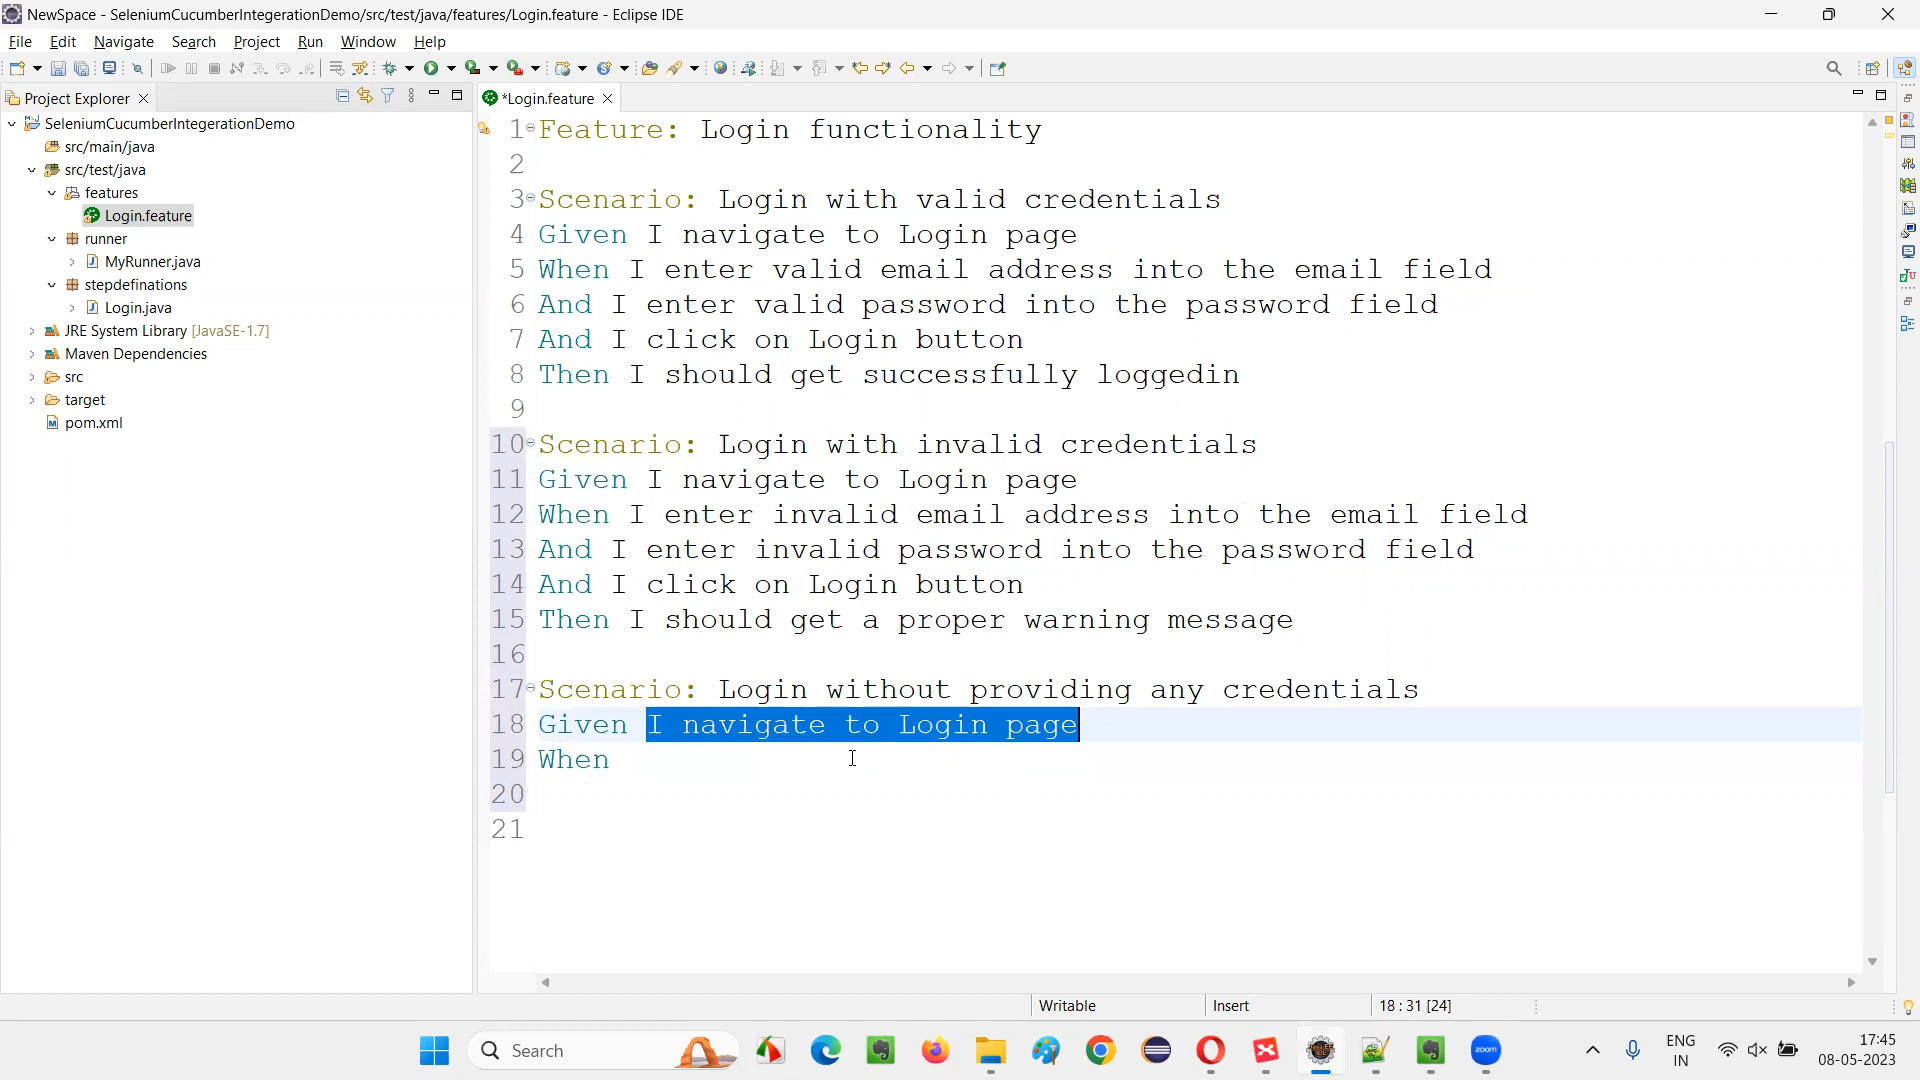 NewSpace - SeleniumCucumberIntegerationDemo/src/test/java/features/Login.feature - Eclipse IDE
File Edit Navigate Search Project Run Window Help
Project Explorer
SeleniumCucumberIntegerationDemo
src/main/java
src/test/java
features
Login.feature
runner
MyRunner.java
stepdefinations
Login.java
JRE System Library [JavaSE-1.7]
Maven Dependencies
src
target
pom.xml
*Login.feature
1 Feature: Login functionality
2
3 Scenario: Login with valid credentials
4 Given I navigate to Login page
5 When I enter valid email address into the email field
6 And I enter valid password into the password field
7 And I click on Login button
8 Then I should get successfully loggedin
9
10 Scenario: Login with invalid credentials
11 Given I navigate to Login page
12 When I enter invalid email address into the email field
13 And I enter invalid password into the password field
14 And I click on Login button
15 Then I should get a proper warning message
16
17 Scenario: Login without providing any credentials
18 Given I navigate to Login page
19 When
20
21
Writable Insert 18 : 31 [24]
Search
zoom
ENG
IN
17:45
08-05-2023